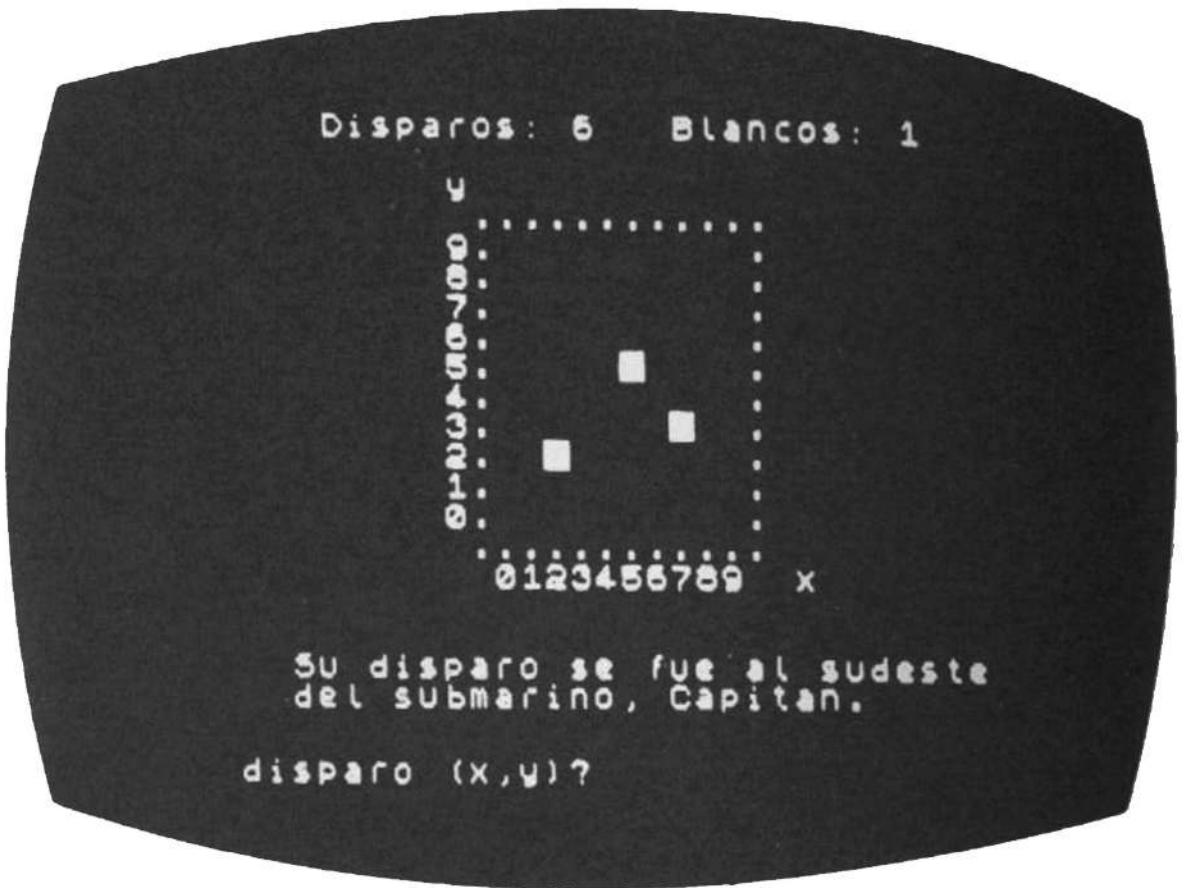 Disparos: 6 Blancos: 1
y
9
8
7
6
5
4
3
2
1
0
0123456789 x
Su disparo se fue al sudeste
del submarino, Capitan.
disparo (x,y)?